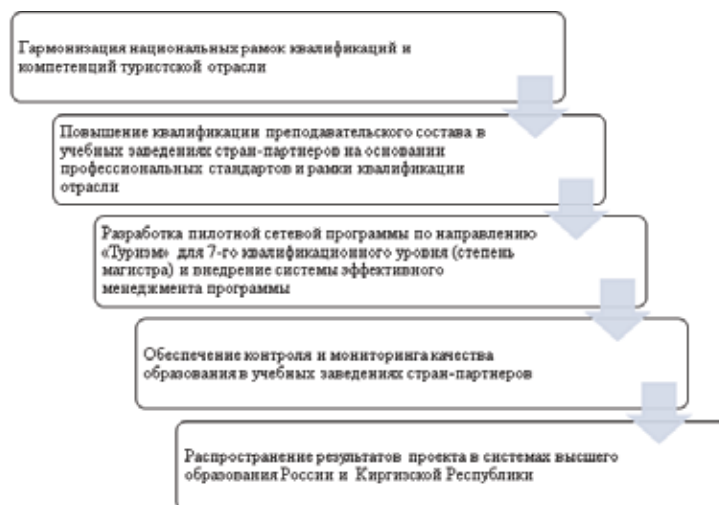 Гармонизация национальных рамок квалификаций и
компетенций туристской отрасли
Повышение квалификации преподавательского состава в
учебных заведениях стран-партнеров на основании
профессиональных стандартов и рамки квалификации
отрасли
Разработка пилотной сетевой программы по направлению
«Туризм» для 7-го квалификационного уровня (степень
магистра) и внедрение системы эффективного
менеджмента программы
Обеспечение контроля и мониторинга качества
образования в учебных заведениях стран-партнеров
Распространение результатов проекта в системах высшего
образования России и Киргизской Республики